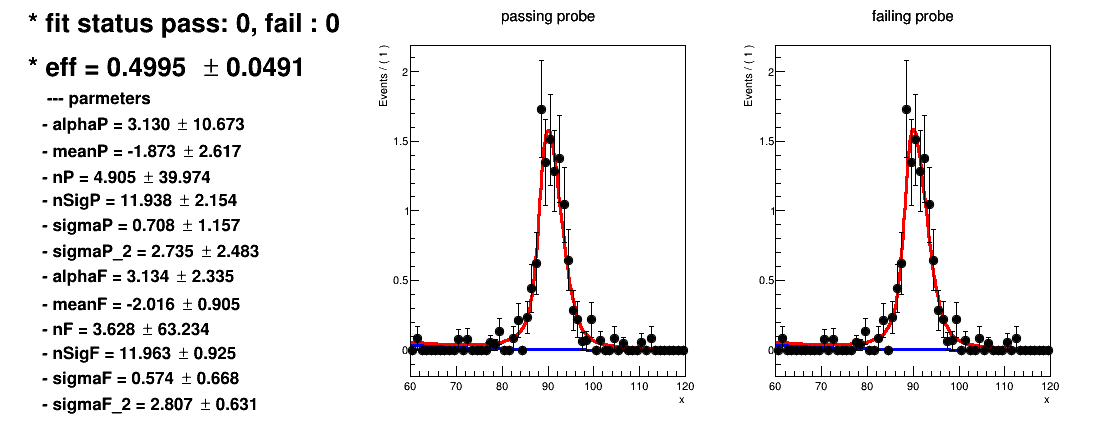 * fit status pass: 0, fail : 0
* eff = 0.4995 ± 0.0491
--- parmeters
- alphaP = 3.130 ± 10.673
- meanP = -1.873 ± 2.617
- nP = 4.905 ± 39.974
- nSigP = 11.938 ± 2.154
- sigmaP = 0.708 ± 1.157
- sigmaP_2 = 2.735 ± 2.483
- alphaF = 3.134 ± 2.335
- meanF = -2.016 ± 0.905
- nF = 3.628 ± 63.234
- nSigF = 11.963 ± 0.925
- sigmaF = 0.574 ± 0.668
- sigmaF_2 = 2.807 ± 0.631
passing probe
Events / ( 1 )
2
1.5
1
0.5
0
60 70 80 90 100 110 120
x
failing probe
Events / ( 1 )
2
1.5
1
0.5
0
60 70 80 90 100 110 120
x